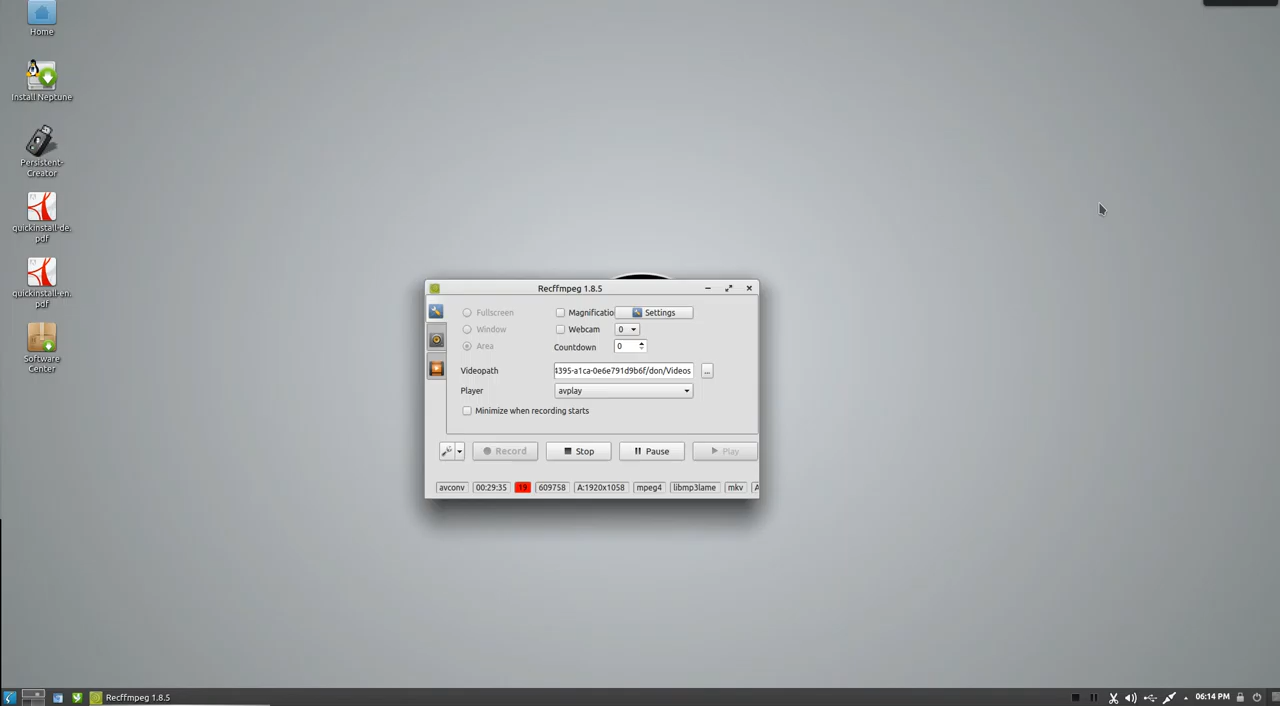 Home
Install Neptune
Persistent-
Creator
quickinstall-de.
pdf
quickinstall-en.
pdf
Software
Center
Recffmpeg 1.8.5
Fullscreen
Magnificatio
Settings
Window
Webcam
0
Area
Countdown
0
Videopath
4395-a1ca-0e6e791d9b6f/don/Videos
...
Player
avplay
Minimize when recording starts
Record
Stop
Pause
Play
avconv
00:29:35
19
609758
A:1920x1058
mpeg4
libmp3lame
mkv
A
Recffmpeg 1.8.5
06:14 PM